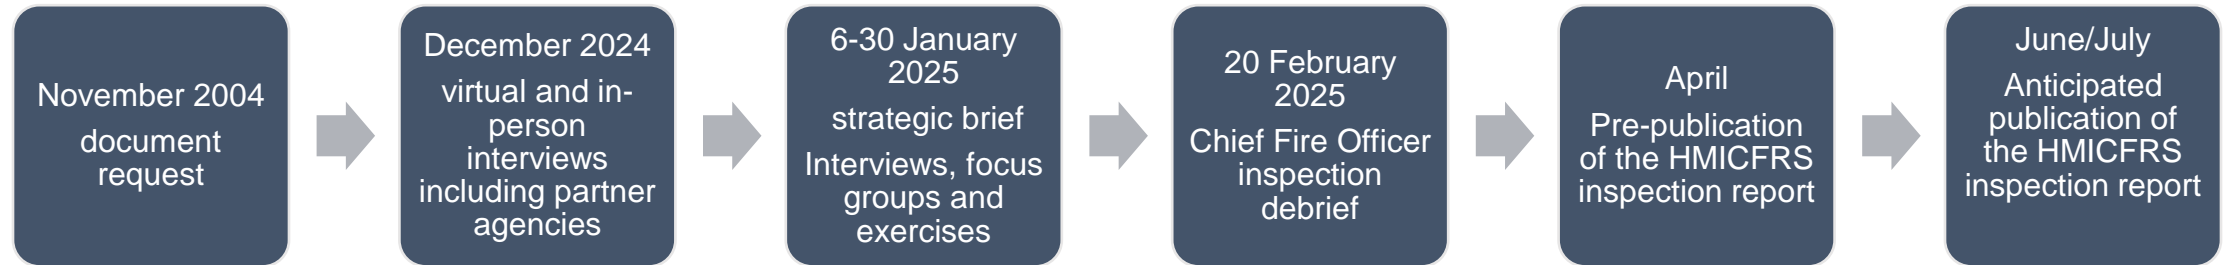 November 2004
document
request
December 2024
virtual and in-
person
interviews
including partner
agencies
6-30 January
2025
strategic brief
Interviews, focus
groups and
exercises
20 February
2025
Chief Fire Officer
inspection
debrief
April
Pre-publication
of the HMICFRS
inspection report
June/July
Anticipated
publication of
the HMICFRS
inspection report